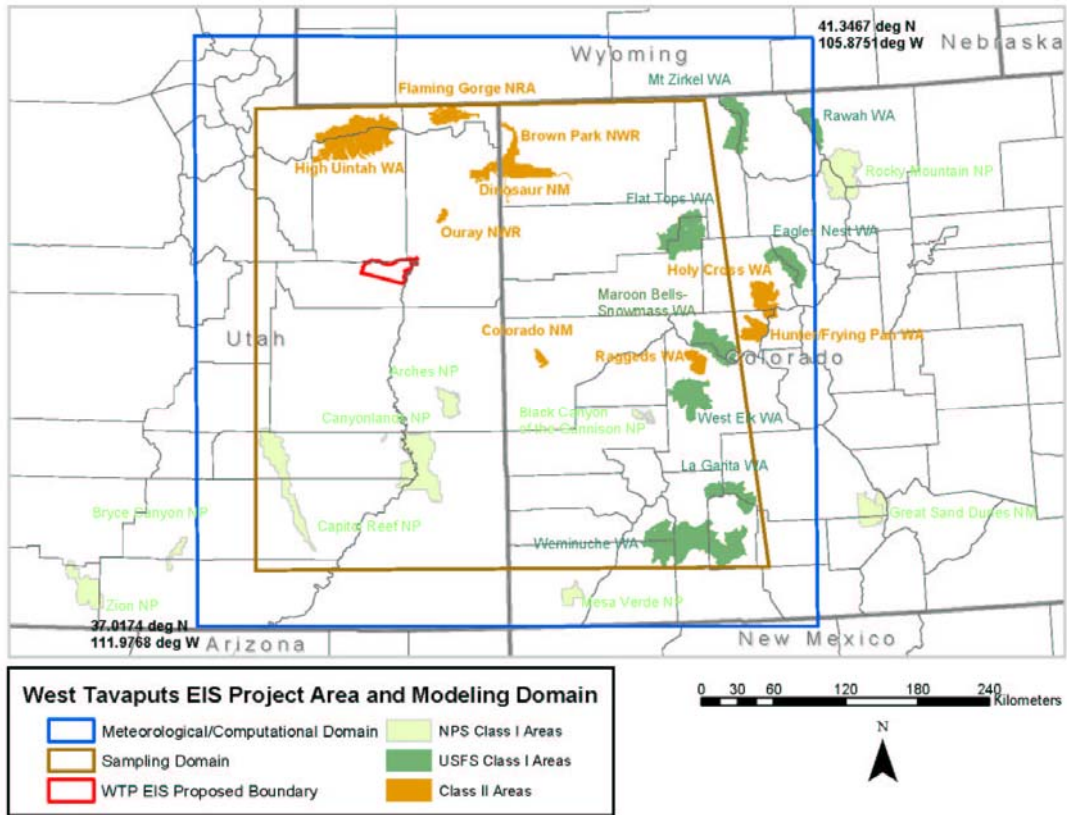 41.3467 deg N
105.8751 deg W
Nebraska
Wyoming
Mt Zirkel WA
Flaming Gorge NRA
Rawah WA
Brown Park NWR
Rocky Mountain NP
High Uintah WA
Dinosaur NM
Flat Tops WA
Ouray NWR
Eagles Nest WA
Holy Cross WA
Maroon Bells-
Snowmass WA
Utah
Colorado NM
Hunter/Frying Pan WA
Raggeds WA
Colorado
Arches NP
Canyonlands NP
Black Canyon
of the Gunnison NP
West Elk WA
La Garita WA
Bryce Canyon NP
Capitol Reef NP
Great Sand Dunes NM
Weminuche WA
Zion NP
Mesa Verde NP
37.0174 deg N
111.9768 deg W
Arizona
New Mexico
West Tavaputs EIS Project Area and Modeling Domain
Meteorological/Computational Domain
NPS Class I Areas
Sampling Domain
USFS Class I Areas
WTP EIS Proposed Boundary
Class II Areas
0 30 60 120 180 240
Kilometers
N